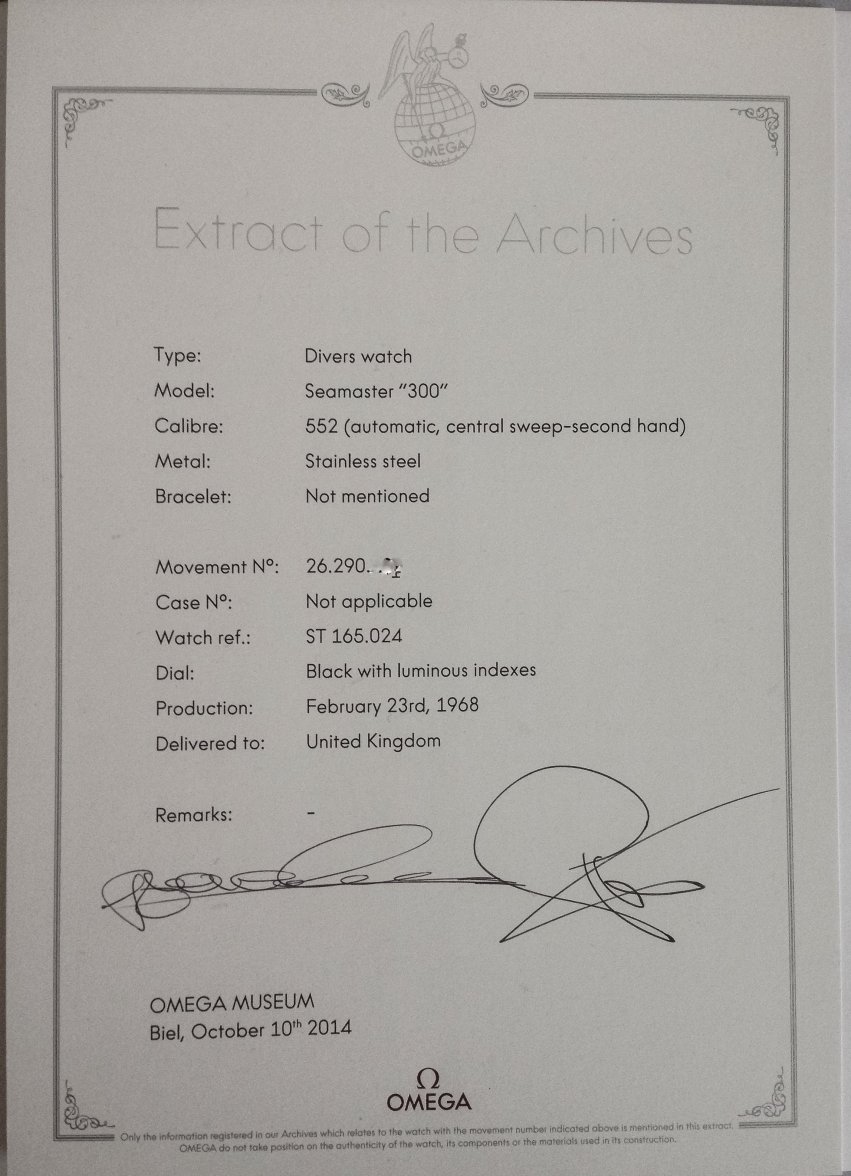 Ω
OMEGA
Extract of the Archives
Type: Divers watch
Model: Seamaster "300"
Calibre: 552 (automatic, central sweep-second hand)
Metal: Stainless steel
Bracelet: Not mentioned
Movement Nº: 26.290.
Case Nº: Not applicable
Watch ref.: ST 165.024
Dial: Black with luminous indexes
Production: February 23rd, 1968
Delivered to: United Kingdom
Remarks: -
OMEGA MUSEUM
Biel, October 10th 2014
Ω
OMEGA
Only the information registered in our Archives which relates to the watch with the movement number indicated above is mentioned in this extract.
OMEGA do not take position on the authenticity of the watch, its components or the materials used in its construction.